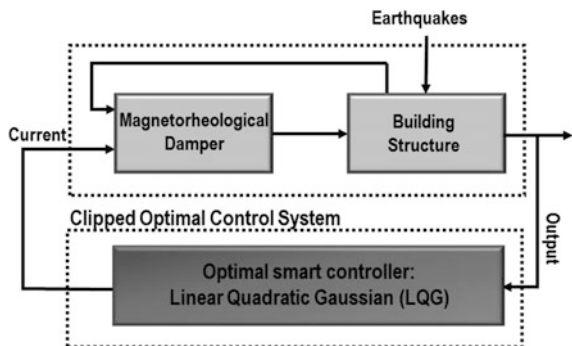 Earthquakes
Magnetorheological
Damper
Building
Structure
Current
Clipped Optimal Control System
Output
Optimal smart controller:
Linear Quadratic Gaussian (LQG)